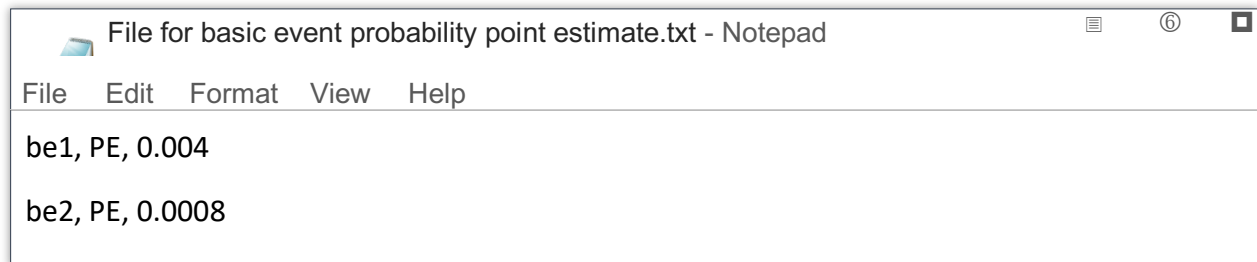 File for basic event probability point estimate.txt - Notepad
File Edit Format View Help
be1, PE, 0.004
be2, PE, 0.0008